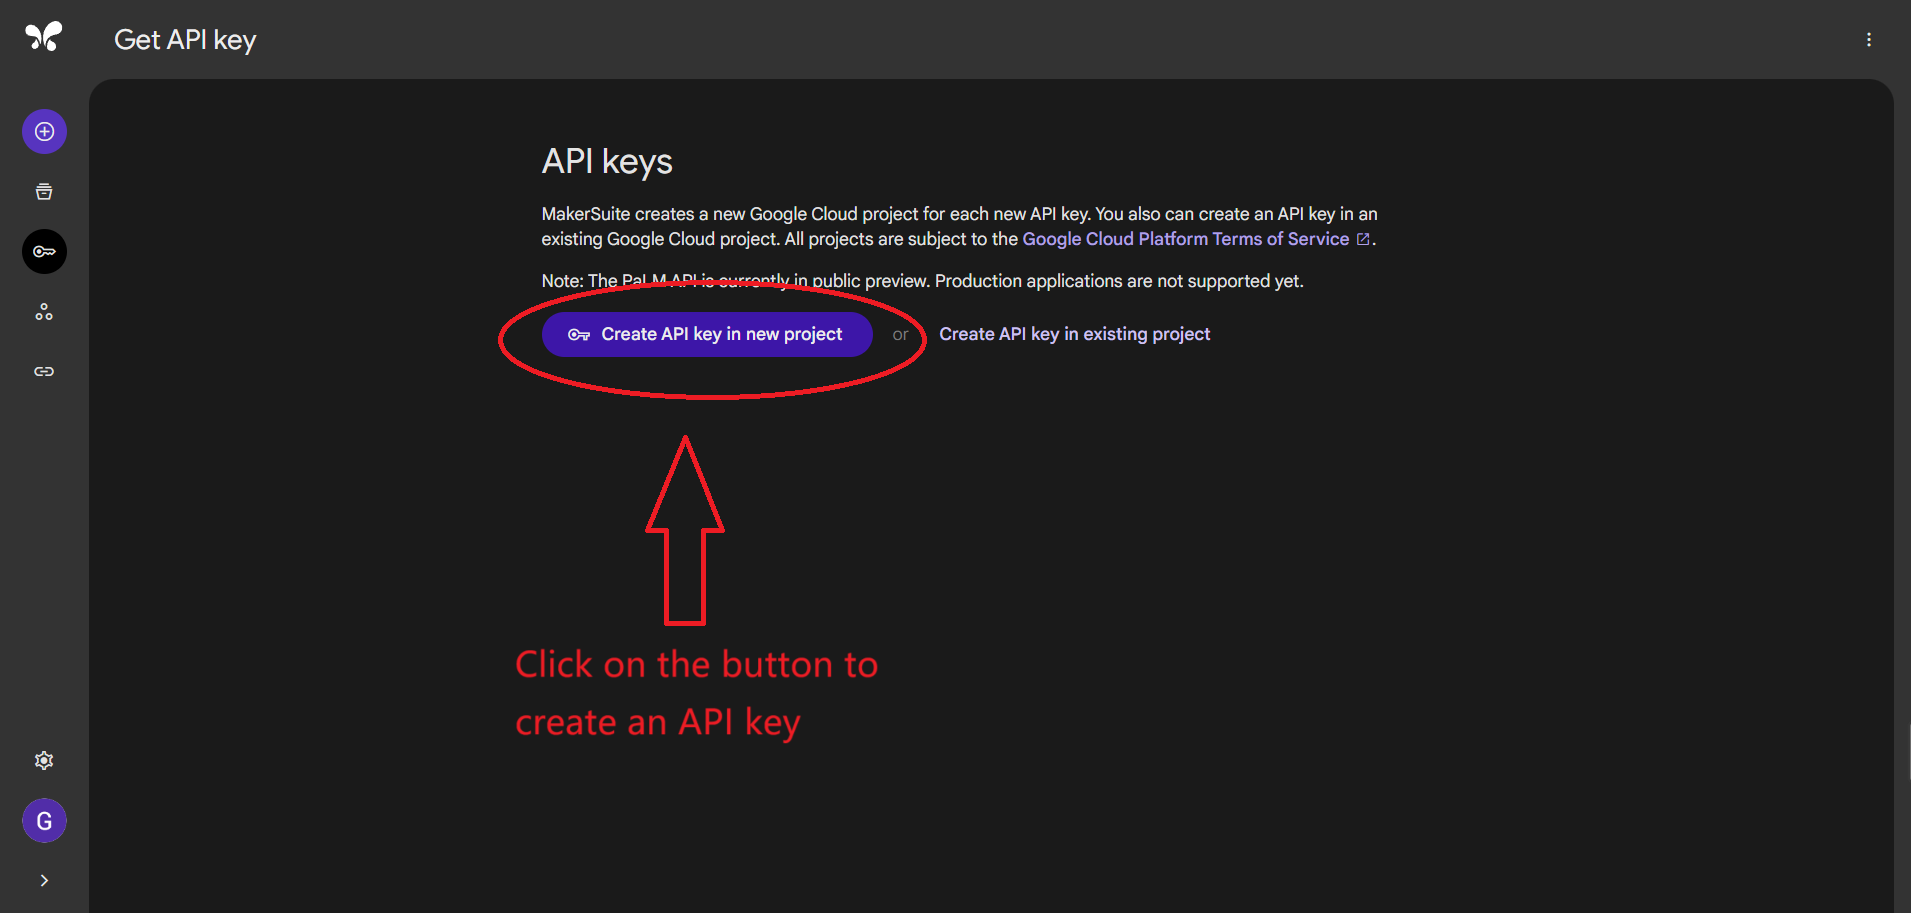 Get API key
API keys
MakerSuite creates a new Google Cloud project for each new API key. You also can create an API key in an
existing Google Cloud project. All projects are subject to the Google Cloud Platform Terms of Service.
Note: The PaLM API is currently in public preview. Production applications are not supported yet.
Create API key in new project or Create API key in existing project
Click on the button to
create an API key
G